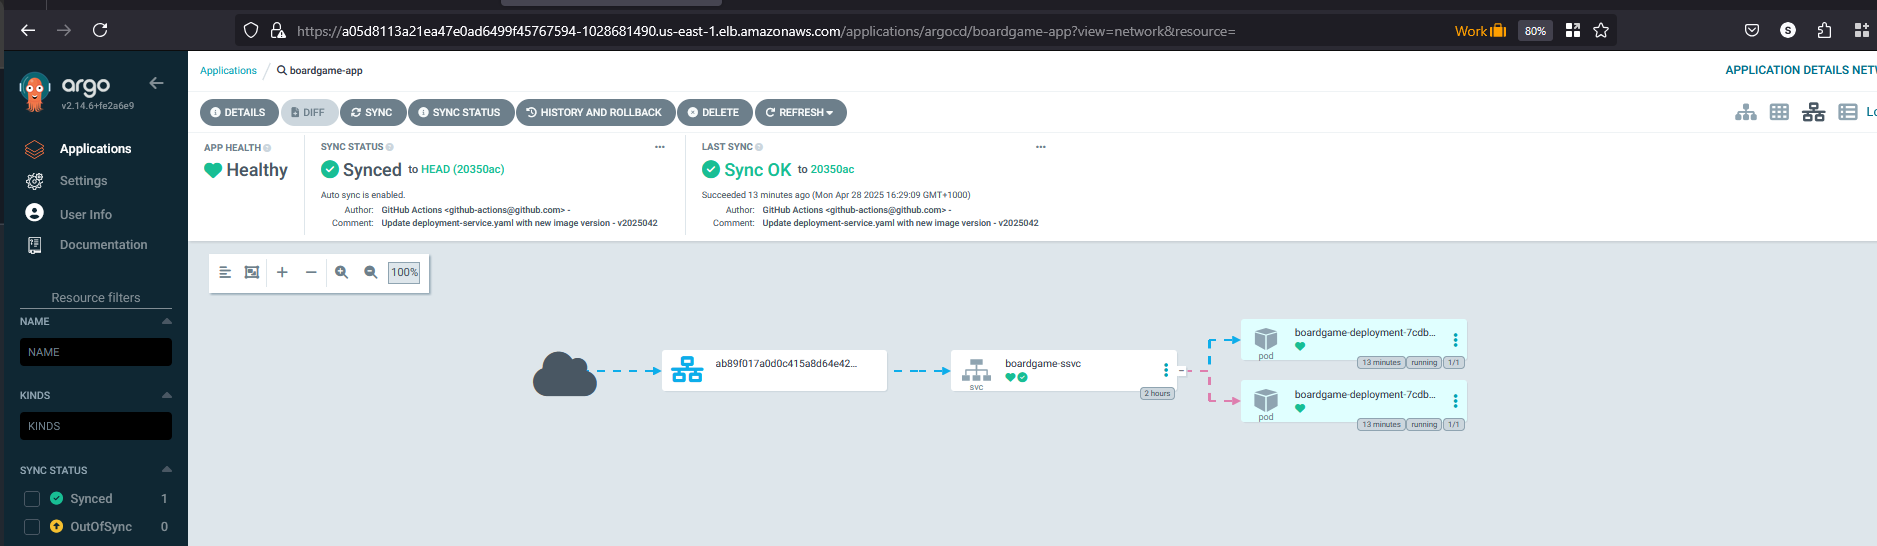 https://a05d8113a21ea47e0ad6499f45767594-1028681490.us-east-1.elb.amazonaws.com/applications/argocd/boardgame-app?view=network&resource=
Work
80%
S
argo
v2.14.6+fe2a6e9
Applications
Settings
User Info
Documentation
Resource filters
NAME
NAME
KINDS
KINDS
SYNC STATUS
Synced 1
OutOfSync 0
Applications / boardgame-app
APPLICATION DETAILS NETW
DETAILS DIFF SYNC SYNC STATUS HISTORY AND ROLLBACK DELETE REFRESH
Lo
APP HEALTH
Healthy
SYNC STATUS
Synced to HEAD (20350ac)
Auto sync is enabled.
Author: GitHub Actions <github-actions@github.com> -
Comment: Update deployment-service.yaml with new image version - v2025042
LAST SYNC
Sync OK to 20350ac
Succeeded 13 minutes ago (Mon Apr 28 2025 16:29:09 GMT+1000)
Author: GitHub Actions <github-actions@github.com> -
Comment: Update deployment-service.yaml with new image version - v2025042
100%
ab89f017a0d0c415a8d64e42...
boardgame-ssvc
svc
2 hours
boardgame-deployment-7cdb...
pod
13 minutes running 1/1
boardgame-deployment-7cdb...
pod
13 minutes running 1/1